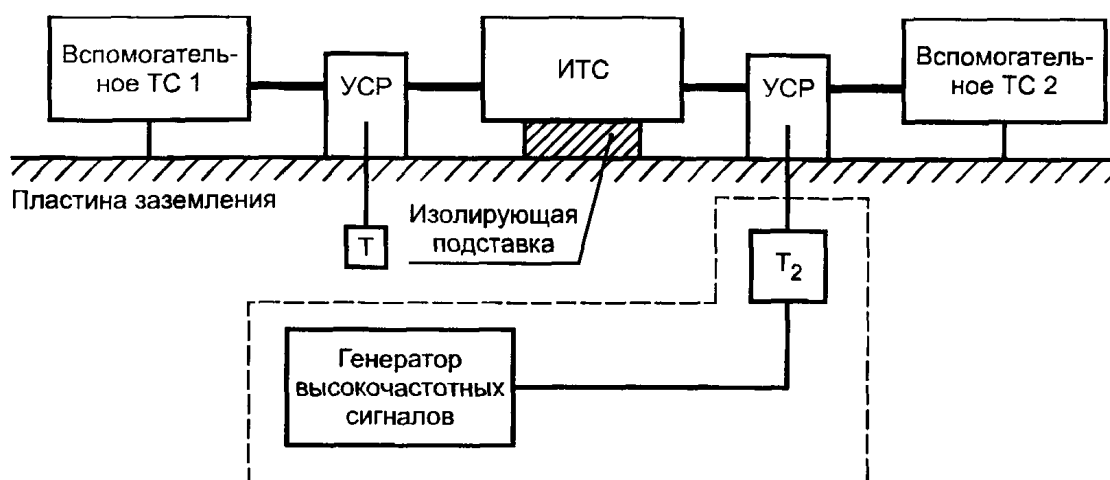 Вспомогатель-
ное ТС 1
УСР
ИТС
УСР
Вспомогатель-
ное ТС 2
Пластина заземления
Изолирующая
подставка
Т
Т2
Генератор
высокочастотных
сигналов